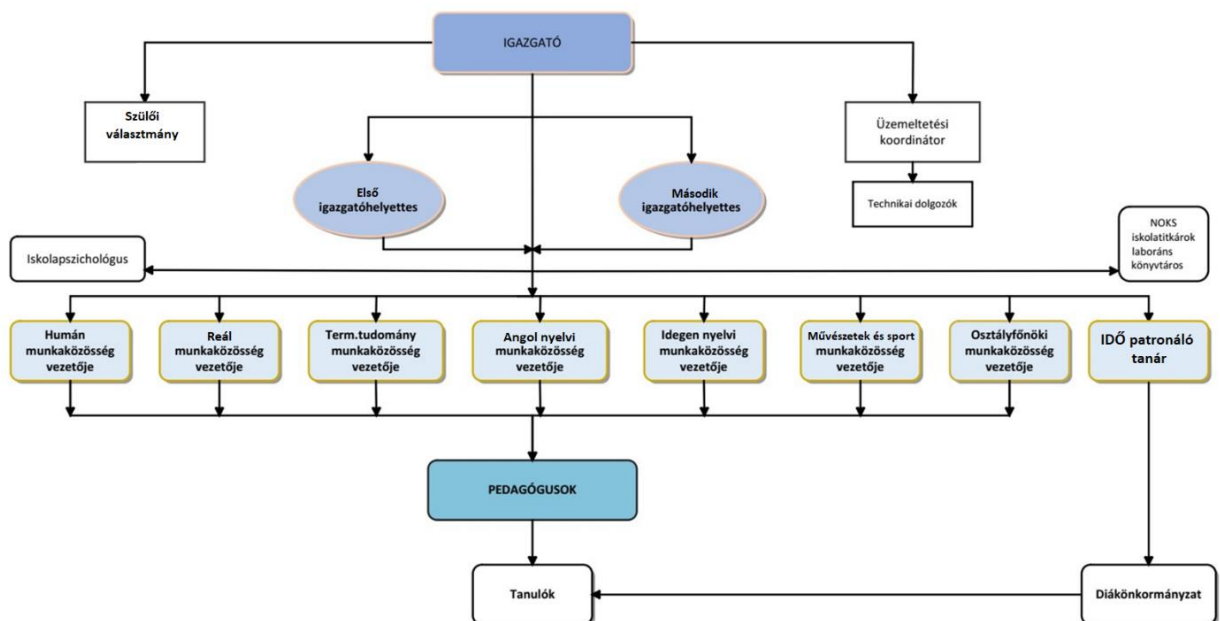 IGAZGATÓ
Szülői
választmány
Üzemeltetési
koordinátor
Első
igazgatóhelyettes
Második
igazgatóhelyettes
Technikai dolgozók
Iskolapszichológus
NOKS
iskolatitkárok
laboráns
könyvtáros
Humán
munkaközösség
vezetője
Reál
munkaközösség
vezetője
Term.tudomány
munkaközösség
vezetője
Angol nyelvi
munkaközösség
vezetője
Idegen nyelvi
munkaközösség
vezetője
Művészetek és sport
munkaközösség
vezetője
Osztályfőnöki
munkaközösség
vezetője
IDŐ patronáló
tanár
PEDAGÓGUSOK
Tanulók
Diákönkormányzat